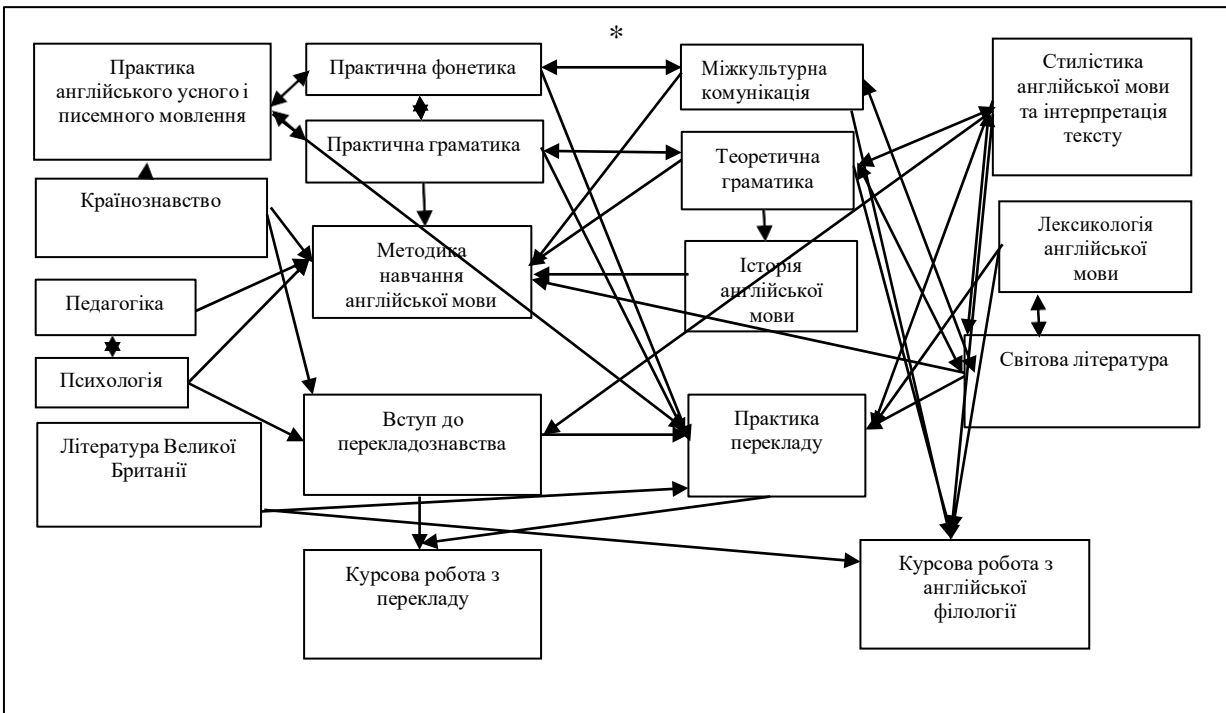 *
Практика
англійського усного і
писемного мовлення
Практична фонетика
Міжкультурна
комунікація
Стилістика
англійської мови
та інтерпретація
тексту
Практична граматика
Теоретична
граматика
Країнознавство
Методика
навчання
англійської мови
Історія
англійської
мови
Лексикологія
англійської
мови
Педагогіка
Психологія
Світова література
Література Великої
Британії
Вступ до
перекладознавства
Практика
перекладу
Курсова робота з
перекладу
Курсова робота з
англійської
філології